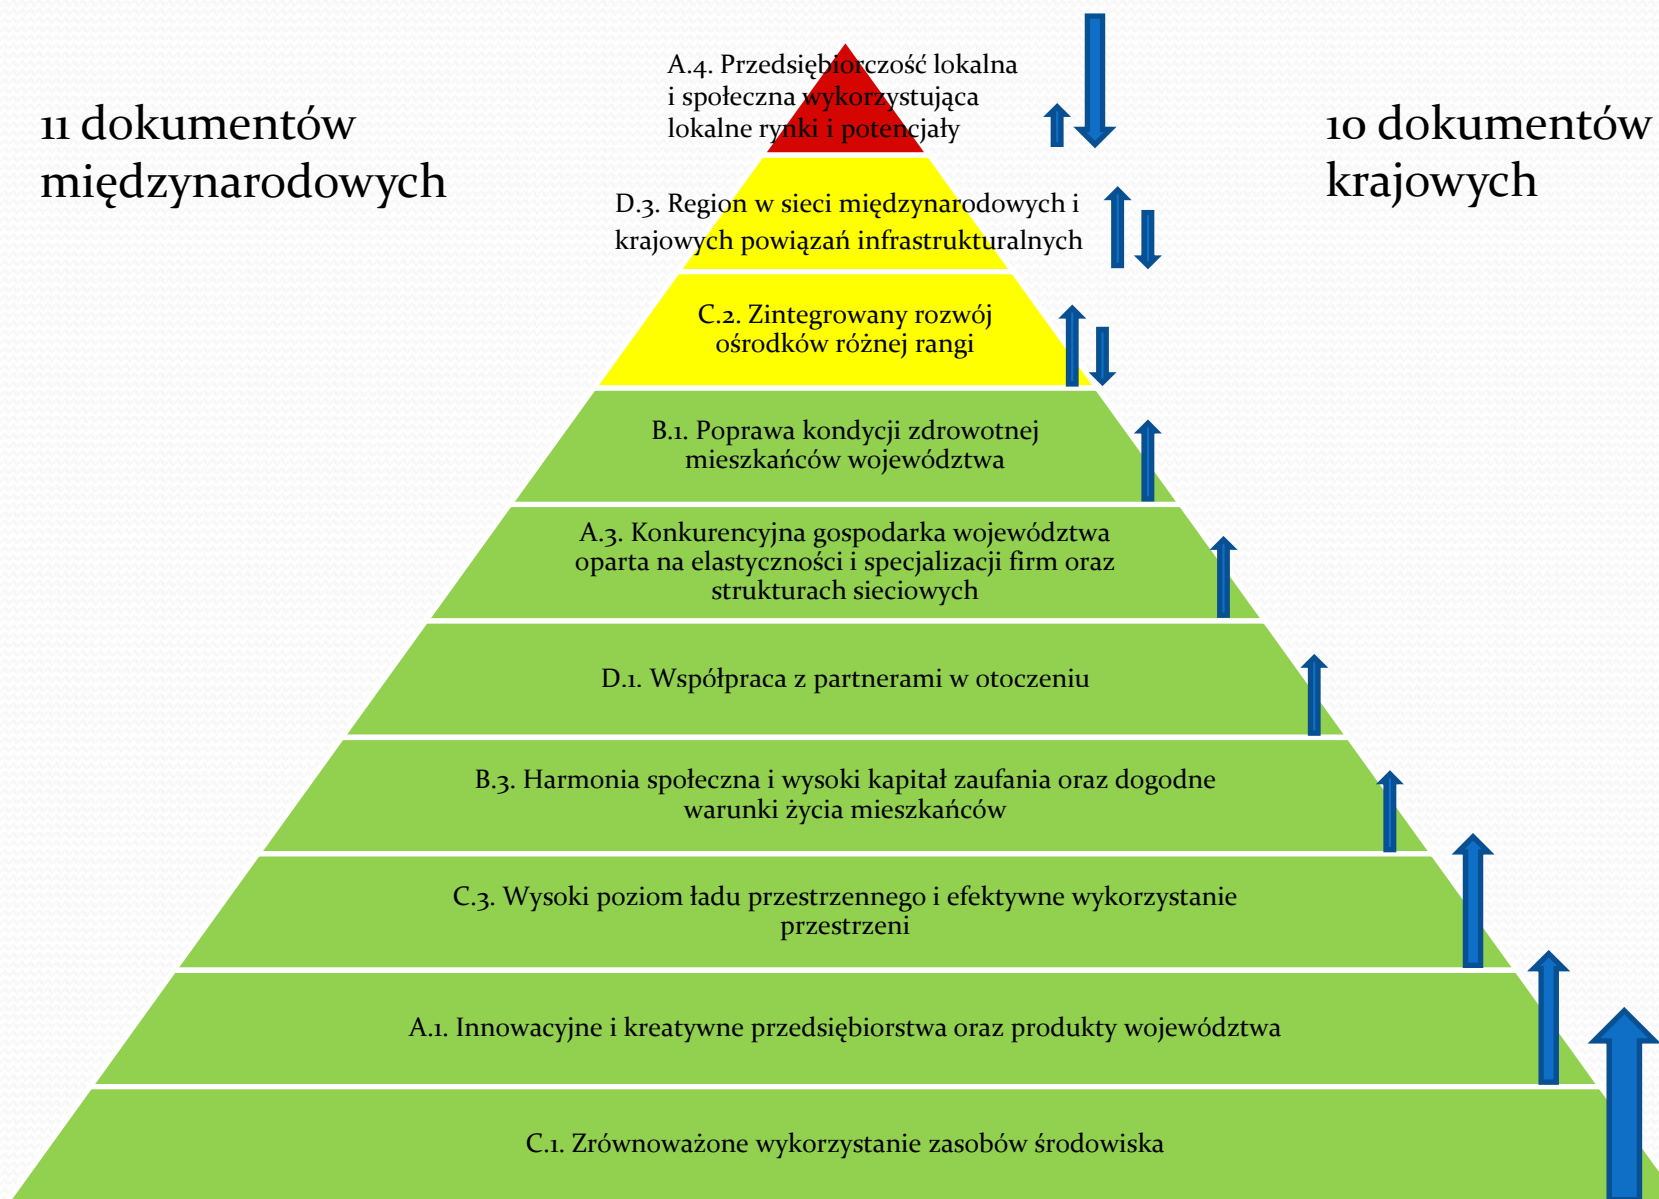 11 dokumentów
międzynarodowych
10 dokumentów
krajowych
A.4. Przedsiębiorczość lokalna
i społeczna wykorzystująca
lokalne rynki i potencjały
D.3. Region w sieci międzynarodowych i
krajowych powiązań infrastrukturalnych
C.2. Zintegrowany rozwój
ośrodków różnej rangi
B.1. Poprawa kondycji zdrowotnej
mieszkańców województwa
A.3. Konkurencyjna gospodarka województwa
oparta na elastyczności i specjalizacji firm oraz
strukturach sieciowych
D.1. Współpraca z partnerami w otoczeniu
B.3. Harmonia społeczna i wysoki kapitał zaufania oraz dogodne
warunki życia mieszkańców
C.3. Wysoki poziom ładu przestrzennego i efektywne wykorzystanie
przestrzeni
A.1. Innowacyjne i kreatywne przedsiębiorstwa oraz produkty województwa
C.1. Zrównoważone wykorzystanie zasobów środowiska